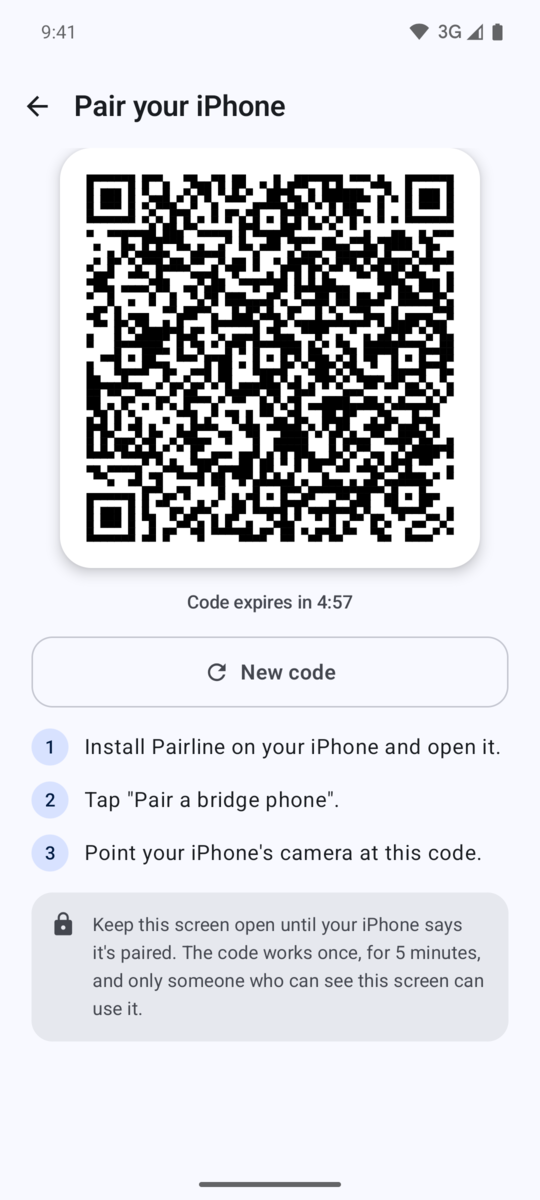 9:41
3G
Pair your iPhone
Code expires in 4:57
New code
1 Install Pairline on your iPhone and open it.
2 Tap "Pair a bridge phone".
3 Point your iPhone's camera at this code.
Keep this screen open until your iPhone says
it's paired. The code works once, for 5 minutes,
and only someone who can see this screen can
use it.